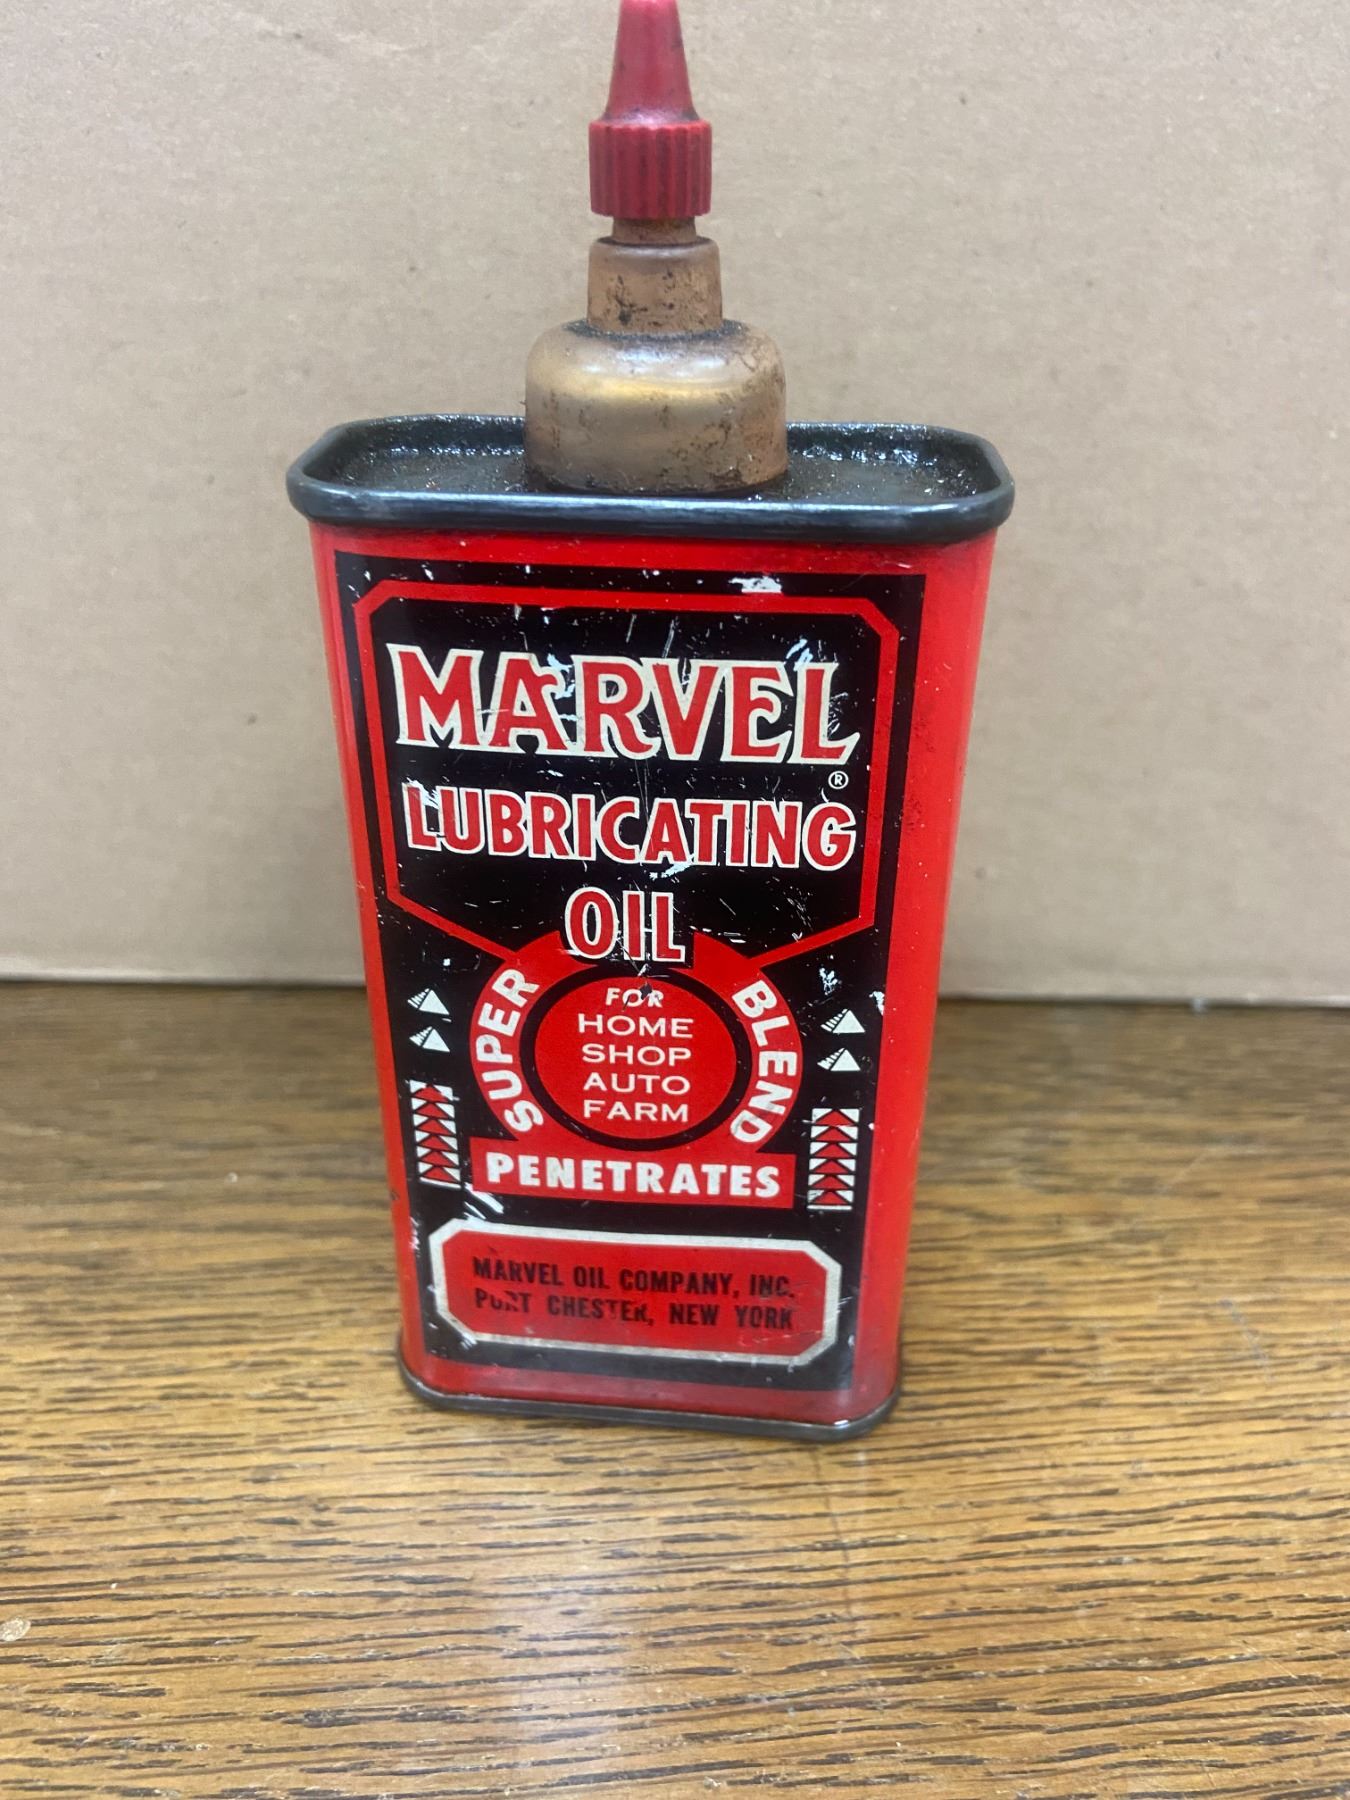 MARVEL®
LUBRICATING
OIL
SUPER
BLEND
FOR
HOME
SHOP
AUTO
FARM
PENETRATES
MARVEL OIL COMPANY, INC.
PORT CHESTER, NEW YORK